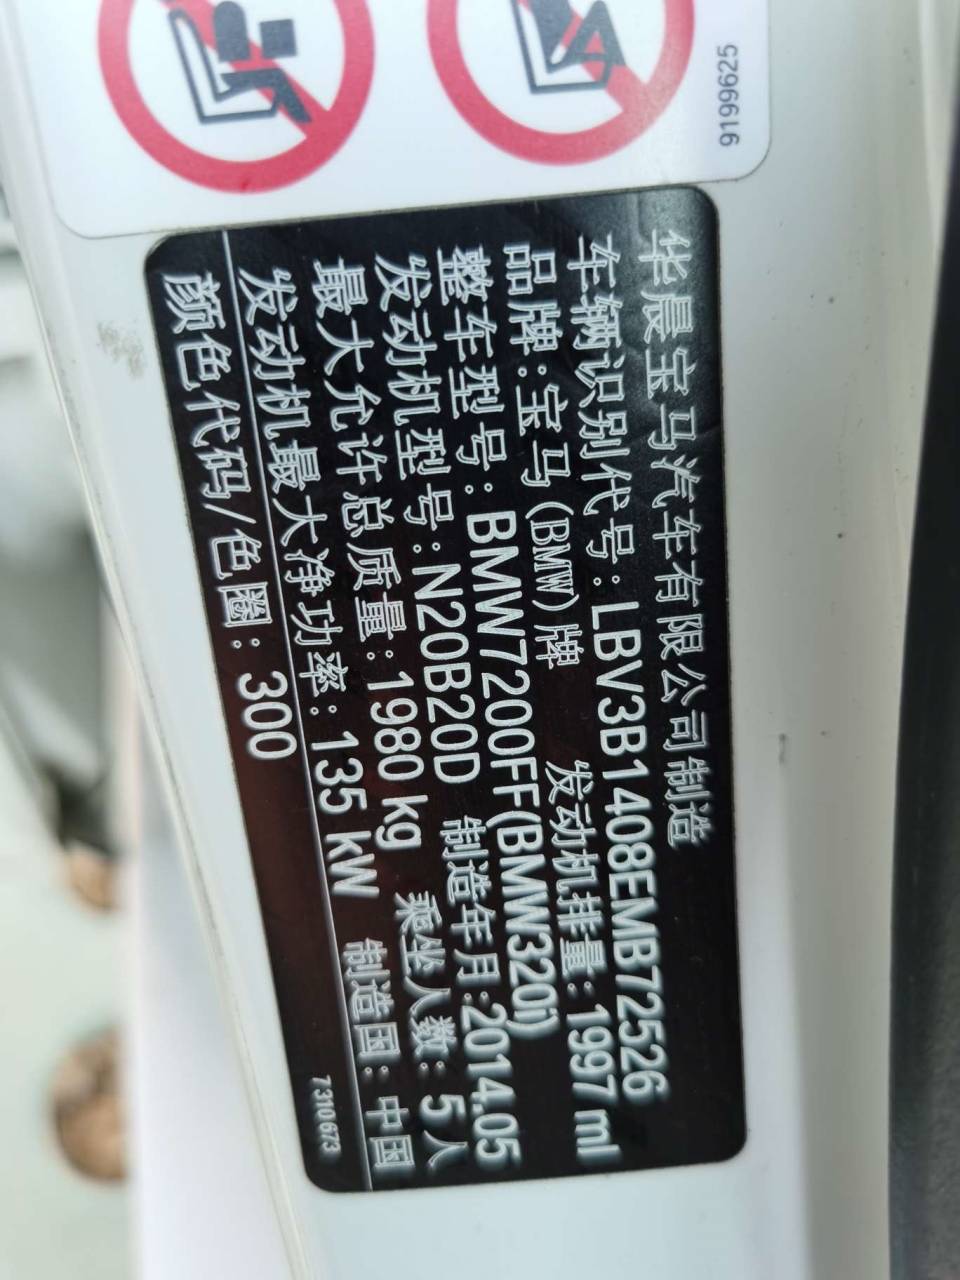 9199625
华晨宝马汽车有限公司制造
车辆识别代号:LBV3B1408EMB72526
品牌:宝马(BMW)牌 发动机排量:1997 ml
整车型号:BMW7200FF(BMW320i)
发动机型号:N20B20D 制造年月:2014.05
最大允许总质量:1980 kg 乘坐人数:5人
发动机最大净功率:135 kW 制造国:中国
颜色代码/色圈:300 7 310 673